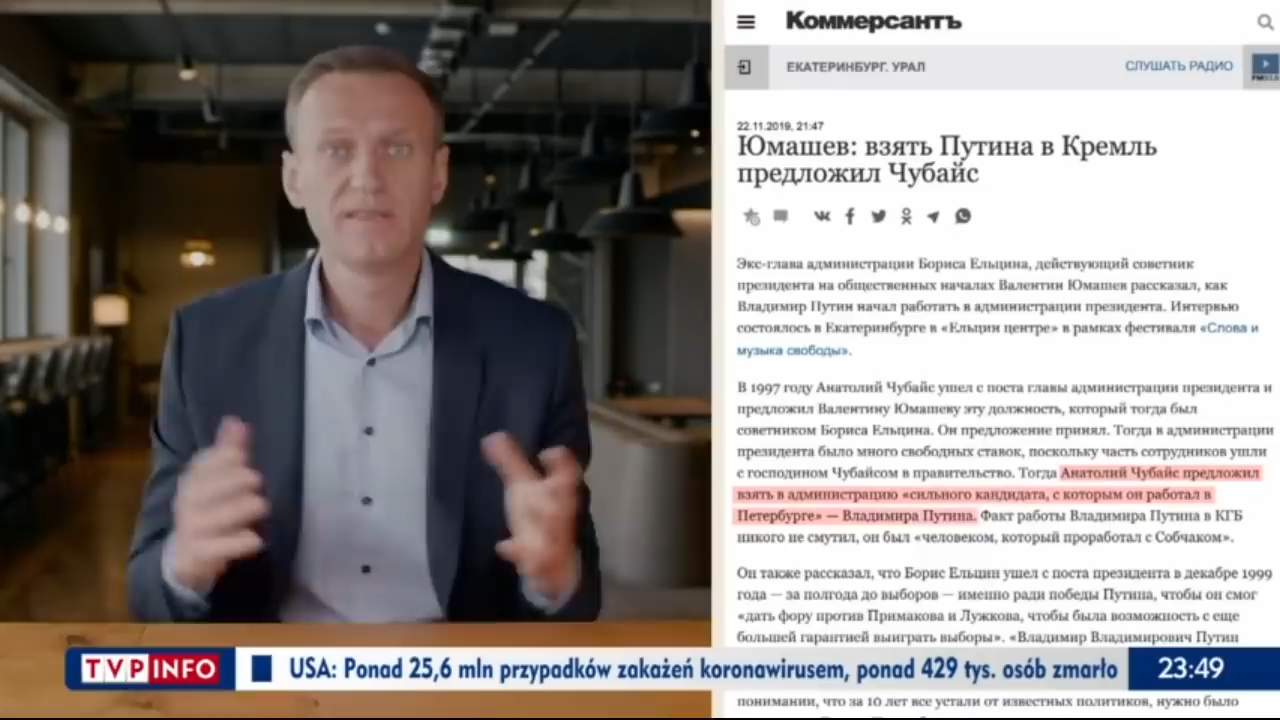 Коммерсантъ
ЕКАТЕРИНБУРГ. УРАЛ
СЛУШАТЬ РАДИО
22.11.2019, 21:47
Юмашев: взять Путина в Кремль
предложил Чубайс
Экс-глава администрации Бориса Ельцина, действующий советник
президента на общественных началах Валентин Юмашев рассказал, как
Владимир Путин начал работать в администрации президента. Интервью
состоялось в Екатеринбурге в «Ельцин центре» в рамках фестиваля «Слова и
музыка свободы».
В 1997 году Анатолий Чубайс ушел с поста главы администрации президента и
предложил Валентину Юмашеву эту должность, который тогда был
советником Бориса Ельцина. Он предложение принял. Тогда в администрации
президента было много свободных ставок, поскольку часть сотрудников ушли
с господином Чубайсом в правительство. Тогда Анатолий Чубайс предложил
взять в администрацию «сильного кандидата, с которым он работал в
Петербурге» — Владимира Путина. Факт работы Владимира Путина в КГБ
никого не смутил, он был «человеком, который проработал с Собчаком».
Он также рассказал, что Борис Ельцин ушел с поста президента в декабре 1999
года — за полгода до выборов — именно ради победы Путина, чтобы он смог
«дать фору против Примакова и Лужкова, чтобы была возможность с еще
большей гарантией выиграть выборы». «Владимир Владимирович Путин
TVP INFO
USA: Ponad 25,6 mln przypadków zakażeń koronawirusem, ponad 429 tys. osób zmarło
23:49
понимании, что за 10 лет все устали от известных политиков, нужно было